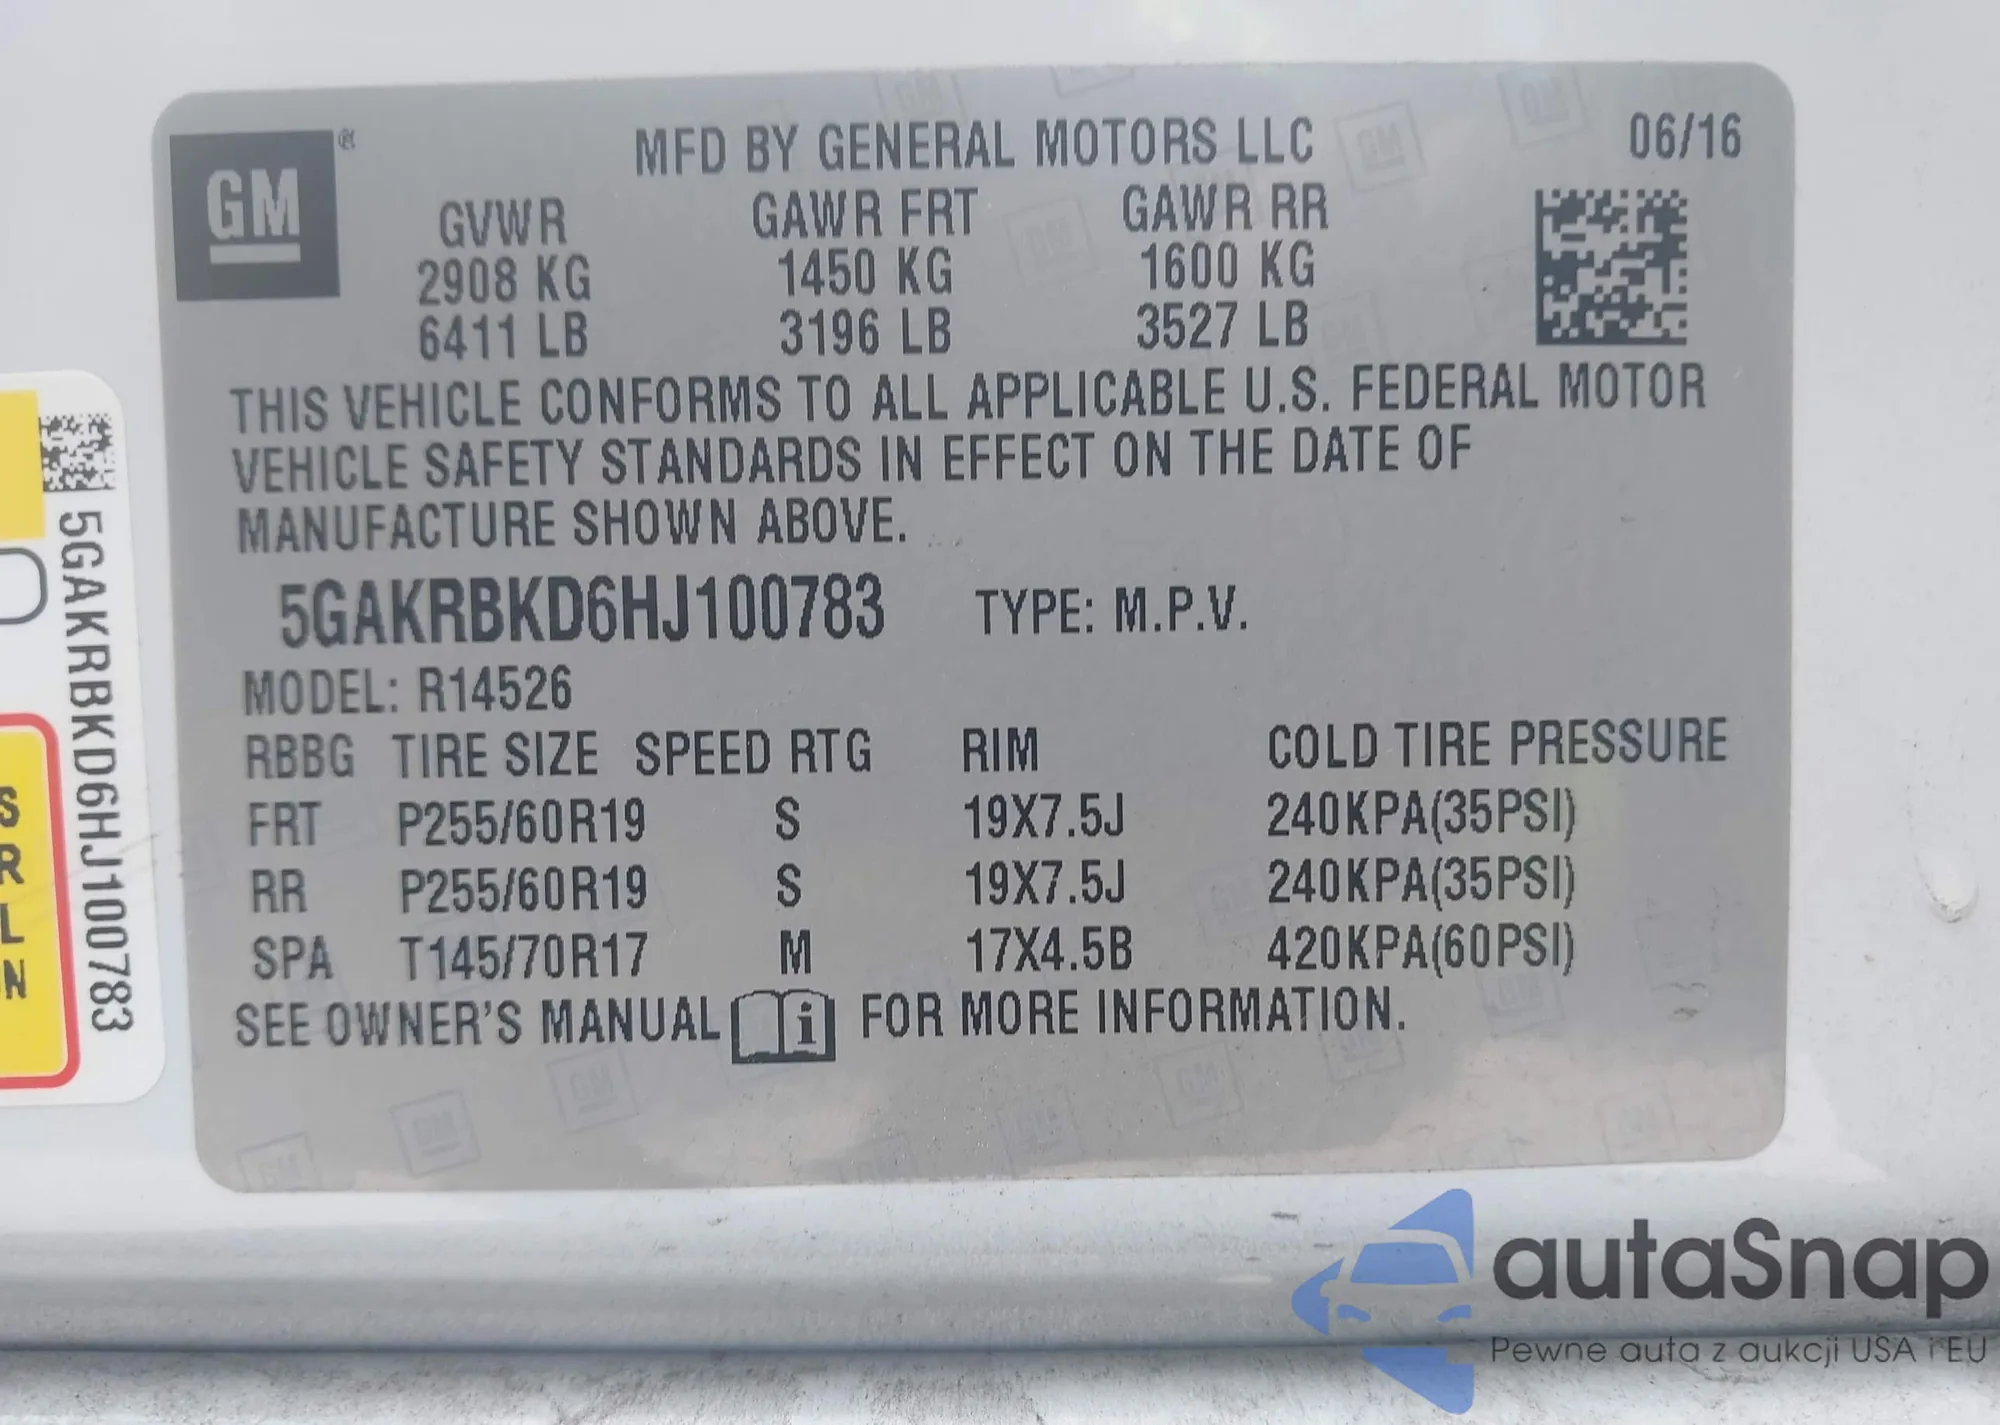 GM ®
MFD BY GENERAL MOTORS LLC 06/16
GVWR GAWR FRT GAWR RR
2908 KG 1450 KG 1600 KG
6411 LB 3196 LB 3527 LB
THIS VEHICLE CONFORMS TO ALL APPLICABLE U.S. FEDERAL MOTOR
VEHICLE SAFETY STANDARDS IN EFFECT ON THE DATE OF
MANUFACTURE SHOWN ABOVE.
5GAKRBKD6HJ100783 TYPE: M.P.V.
MODEL: R14526
RBBG TIRE SIZE SPEED RTG RIM COLD TIRE PRESSURE
FRT P255/60R19 S 19X7.5J 240KPA(35PSI)
RR P255/60R19 S 19X7.5J 240KPA(35PSI)
SPA T145/70R17 M 17X4.5B 420KPA(60PSI)
SEE OWNER'S MANUAL i FOR MORE INFORMATION.
5GAKRBKD6HJ100783
S
R
L
N
autaSnap
Pewne auta z aukcji USA i EU